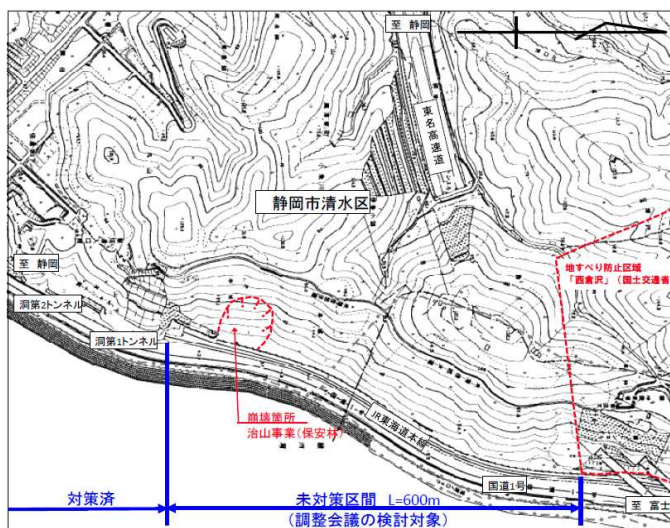 至 静岡
東名高速道
静岡市清水区
至 静岡
地すべり防止区域
「西倉沢」（国土交通省
洞第2トンネル
洞第1トンネル
崩壊箇所
治山事業(保安林)
JR東海道本線
国道1号
至 富士
対策済
未対策区間 L=600m
(調整会議の検討対象)